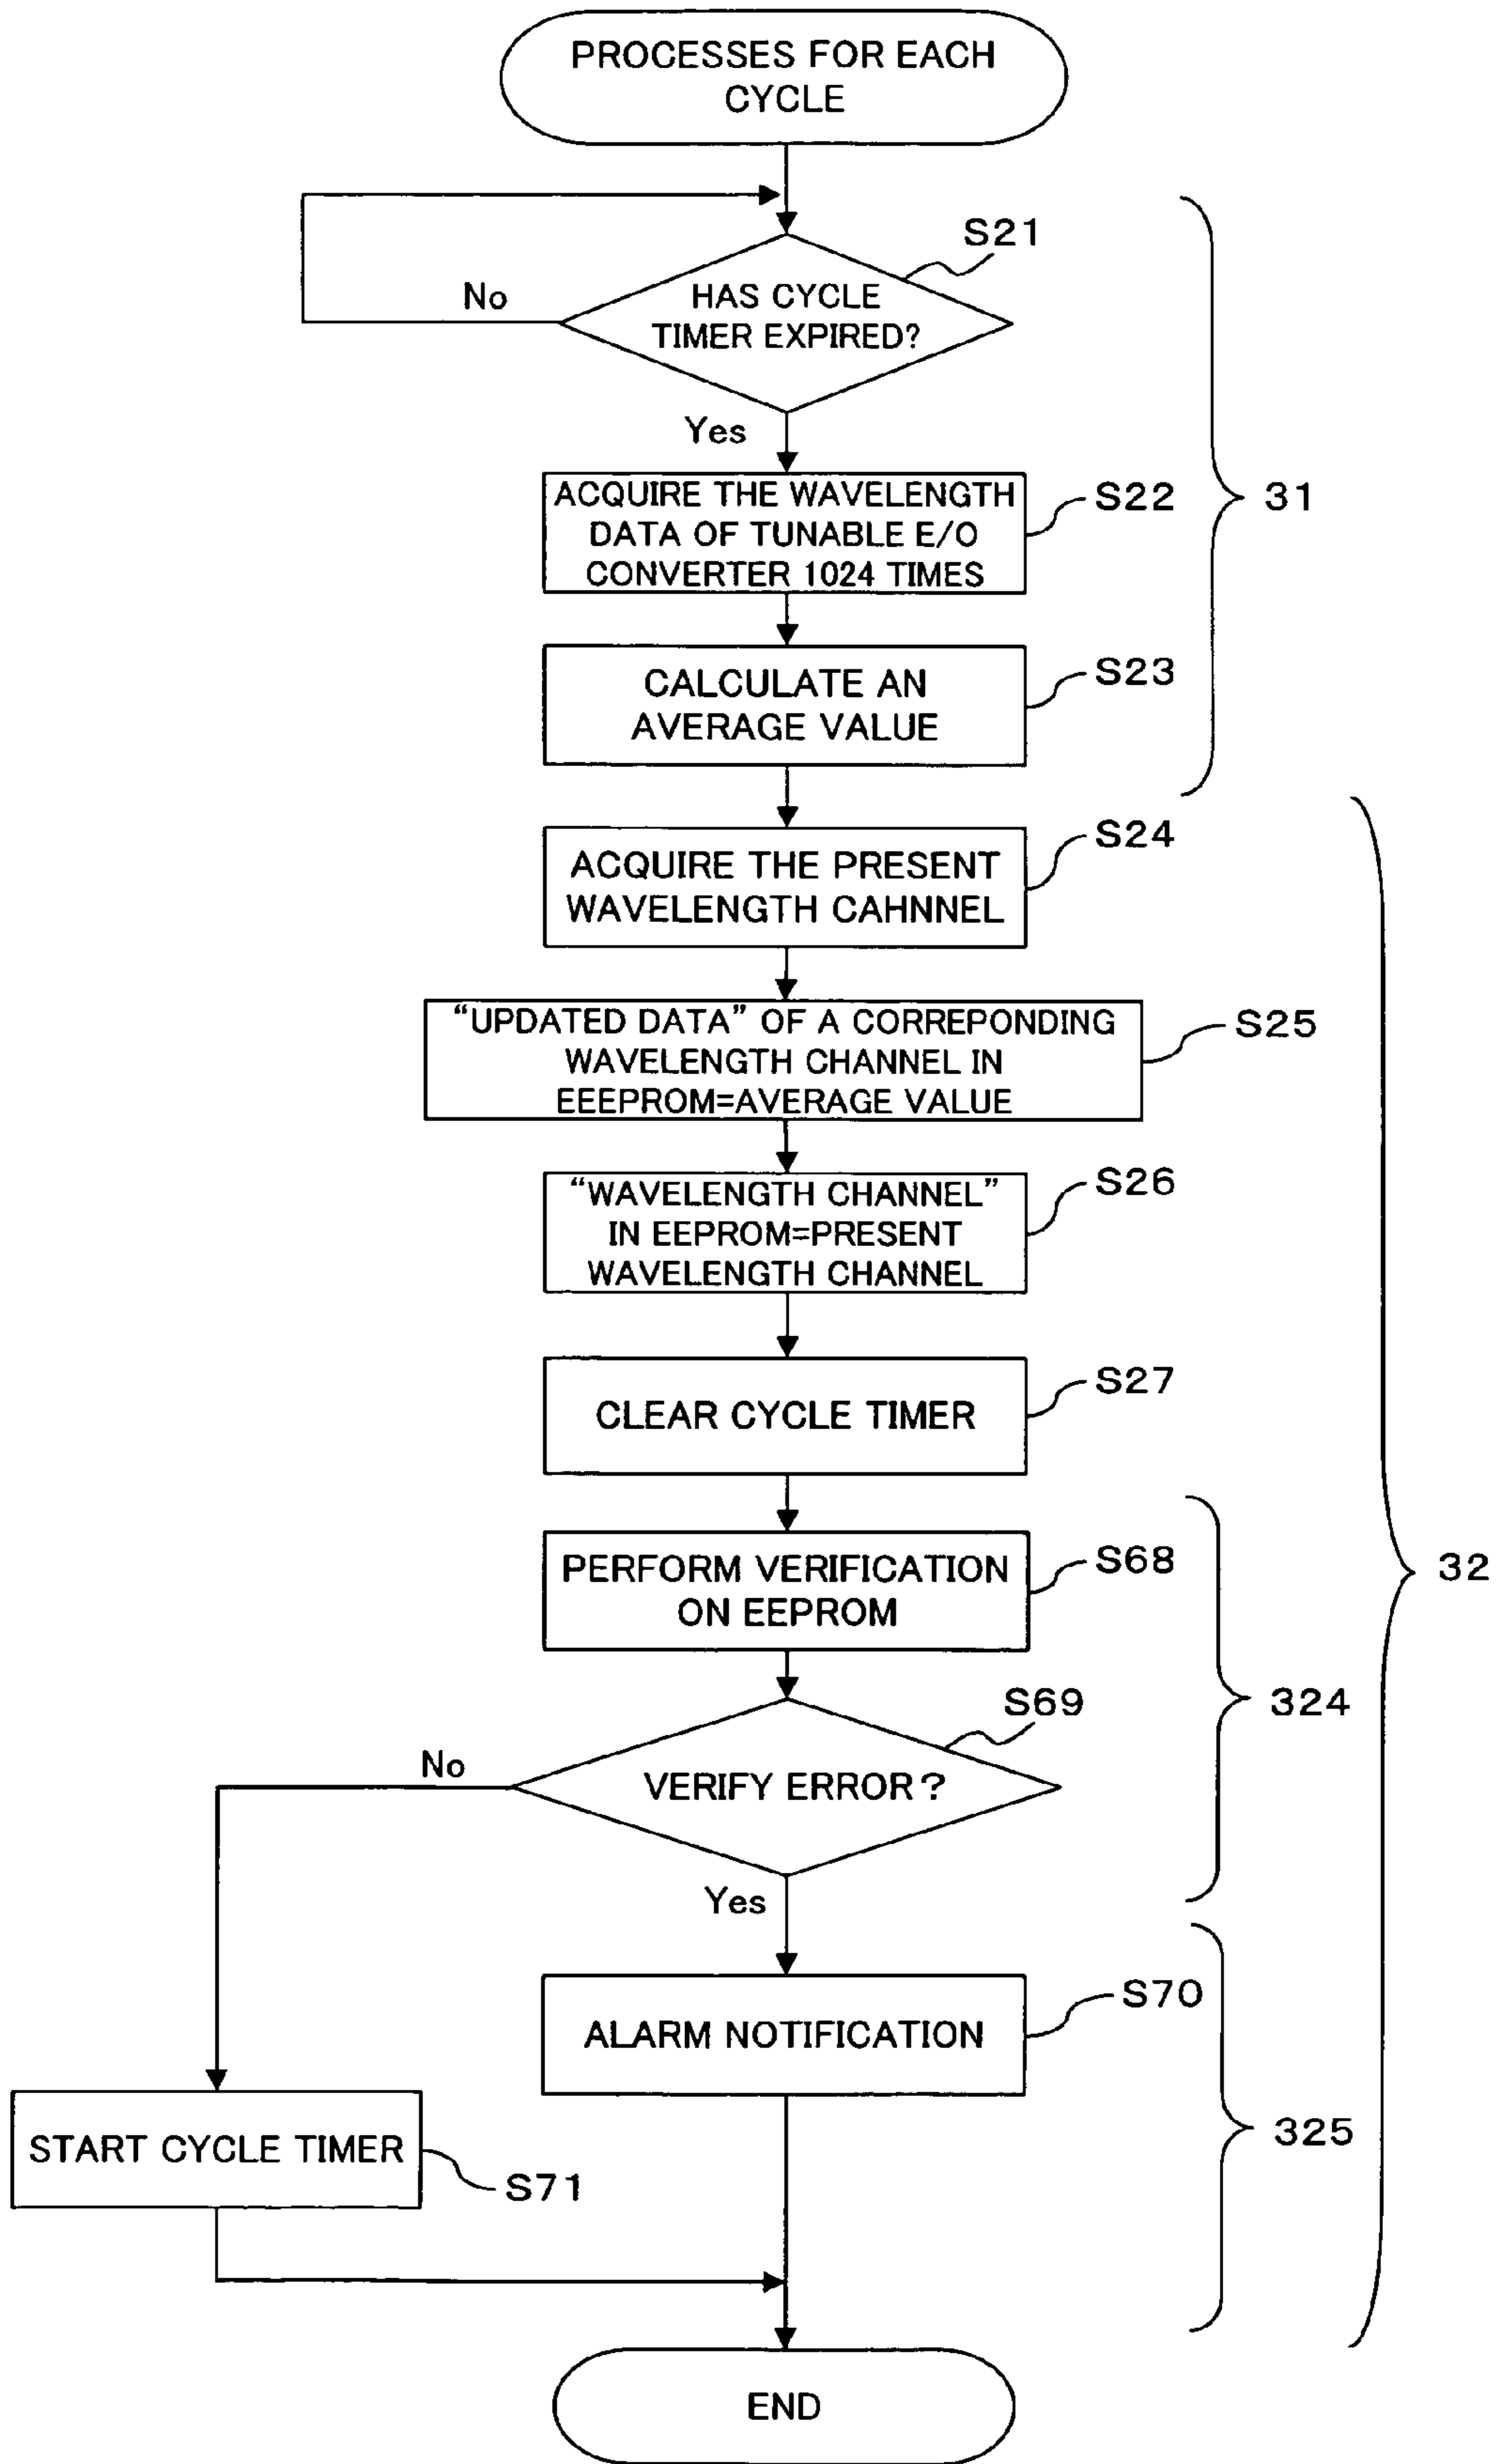 PROCESSES FOR EACH
CYCLE
S21
HAS CYCLE
TIMER EXPIRED?
No
Yes
ACQUIRE THE WAVELENGTH
DATA OF TUNABLE E/O
CONVERTER 1024 TIMES
S22
31
CALCULATE AN
AVERAGE VALUE
S23
ACQUIRE THE PRESENT
WAVELENGTH CAHNNEL
S24
“UPDATED DATA” OF A CORREPONDING
WAVELENGTH CHANNEL IN
EEEPROM=AVERAGE VALUE
S25
“WAVELENGTH CHANNEL”
IN EEPROM=PRESENT
WAVELENGTH CHANNEL
S26
CLEAR CYCLE TIMER
S27
PERFORM VERIFICATION
ON EEPROM
S68
32
S69
324
VERIFY ERROR?
No
Yes
ALARM NOTIFICATION
S70
325
START CYCLE TIMER
S71
END